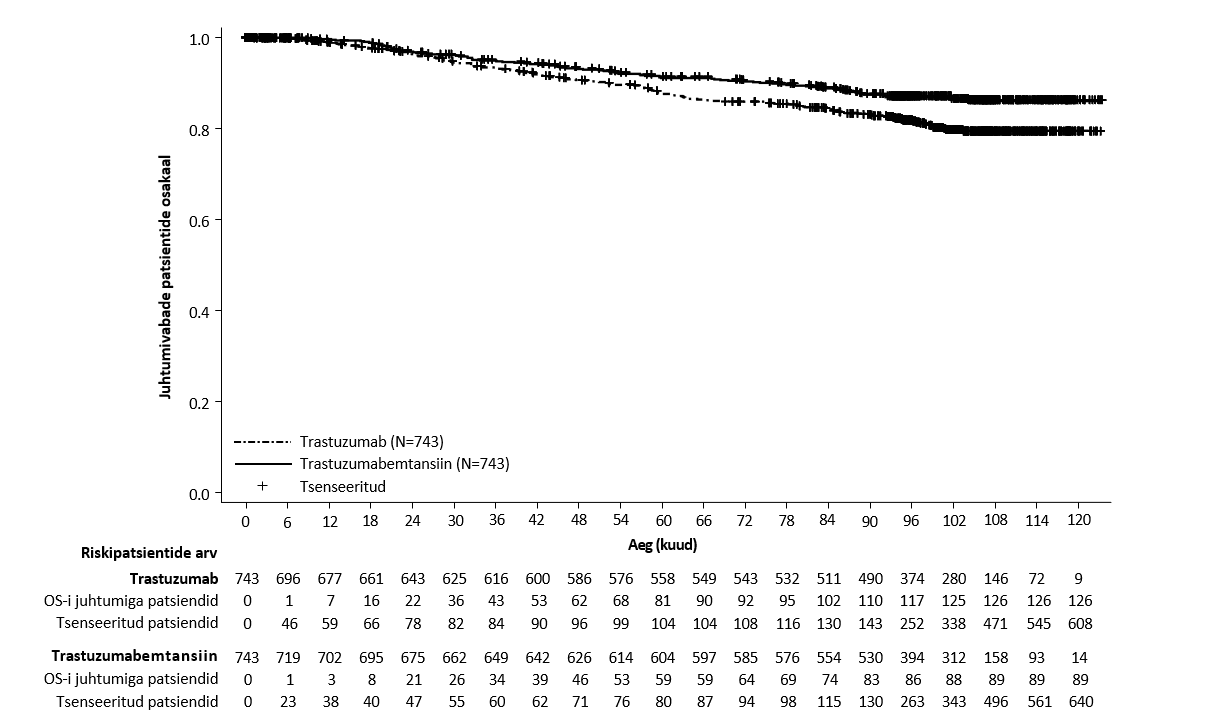 1.0
0.8
0.6
0.4
0.2
0.0
Juhtumivabade patsientide osakaal
Trastuzumab (N=743)
Trastuzumabemtansiin (N=743)
Tsenseeritud
0 6 12 18 24 30 36 42 48 54 60 66 72 78 84 90 96 102 108 114 120
Aeg (kuud)
Riskipatsientide arv
Trastuzumab 743 696 677 661 643 625 616 600 586 576 558 549 543 532 511 490 374 280 146 72 9
OS-i juhtumiga patsiendid 0 1 7 16 22 36 43 53 62 68 81 90 92 95 102 110 117 125 126 126 126
Tsenseeritud patsiendid 0 46 59 66 78 82 84 90 96 99 104 104 108 116 130 143 252 338 471 545 608
Trastuzumabemtansiin 743 719 702 695 675 662 649 642 626 614 604 597 585 576 554 530 394 312 158 93 14
OS-i juhtumiga patsiendid 0 1 3 8 21 26 34 39 46 53 59 59 64 69 74 83 86 88 89 89 89
Tsenseeritud patsiendid 0 23 38 40 47 55 60 62 71 76 80 87 94 98 115 130 263 343 496 561 640